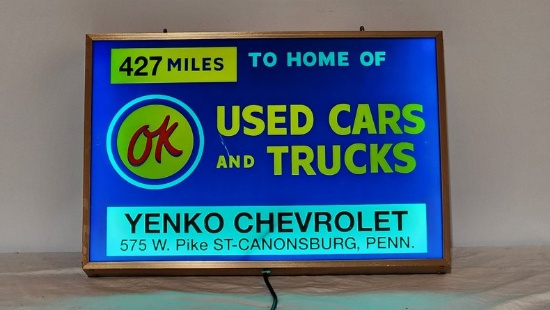 427 MILES TO HOME OF
OK
USED CARS
AND TRUCKS
YENKO CHEVROLET
575 W. Pike ST-CANONSBURG, PENN.